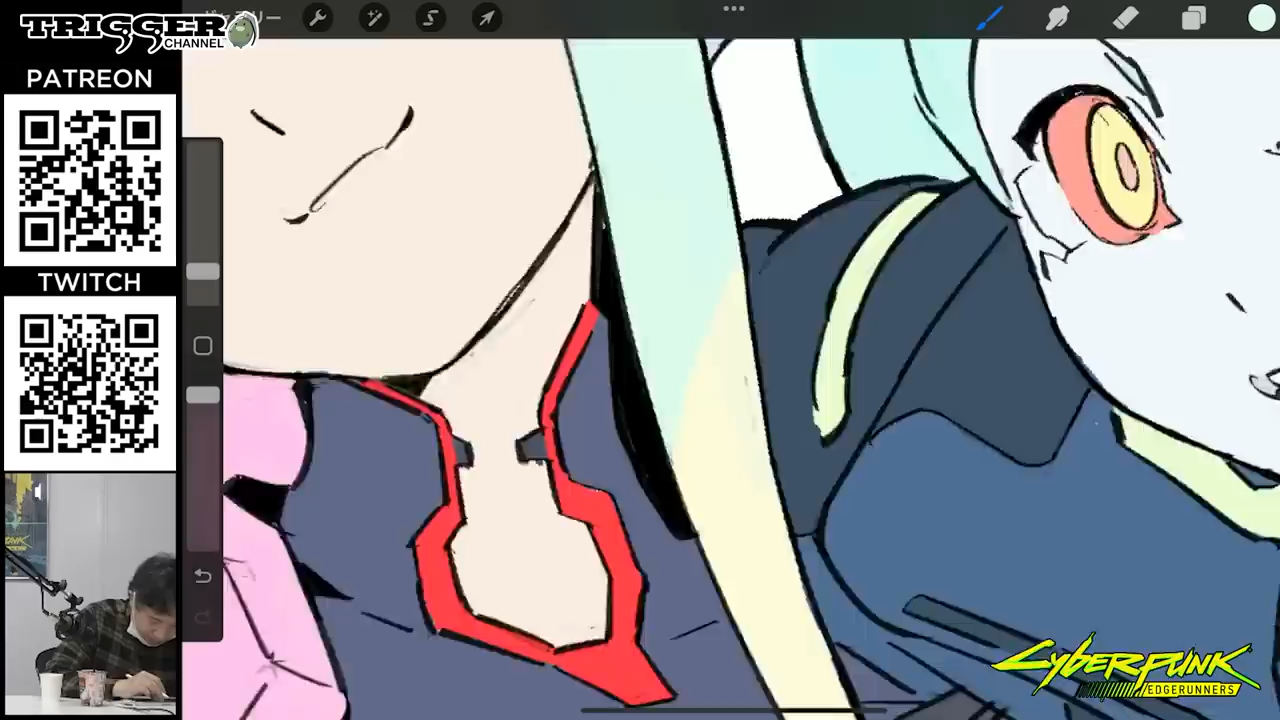 TRIGGER
CHANNEL
PATREON
TWITCH
CYBERPUNK
EDGERUNNERS